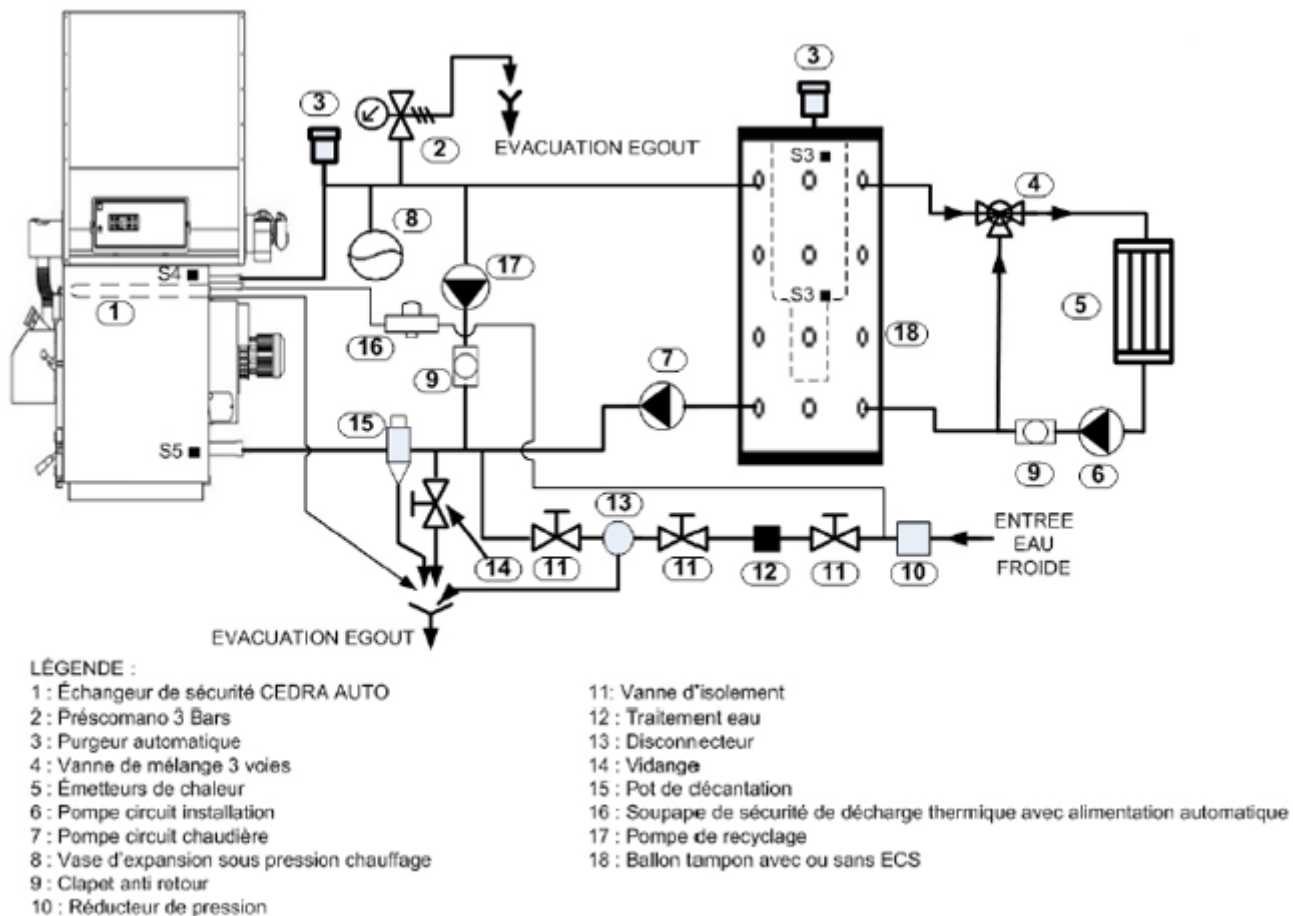 3
3
2
EVACUATION EGOUT
S3
4
8
17
S4
1
S3
5
16
18
7
9
15
S5
9
6
13
ENTREE
EAU
FROIDE
14
11
11
12
11
10
EVACUATION EGOUT
LÉGENDE :
1 : Échangeur de sécurité CEDRA AUTO
2 : Préscomano 3 Bars
3 : Purgeur automatique
4 : Vanne de mélange 3 voies
5 : Émetteurs de chaleur
6 : Pompe circuit installation
7 : Pompe circuit chaudière
8 : Vase d'expansion sous pression chauffage
9 : Clapet anti retour
10 : Réducteur de pression
11: Vanne d'isolement
12 : Traitement eau
13 : Disconnecteur
14 : Vidange
15 : Pot de décantation
16 : Soupape de sécurité de décharge thermique avec alimentation automatique
17 : Pompe de recyclage
18 : Ballon tampon avec ou sans ECS